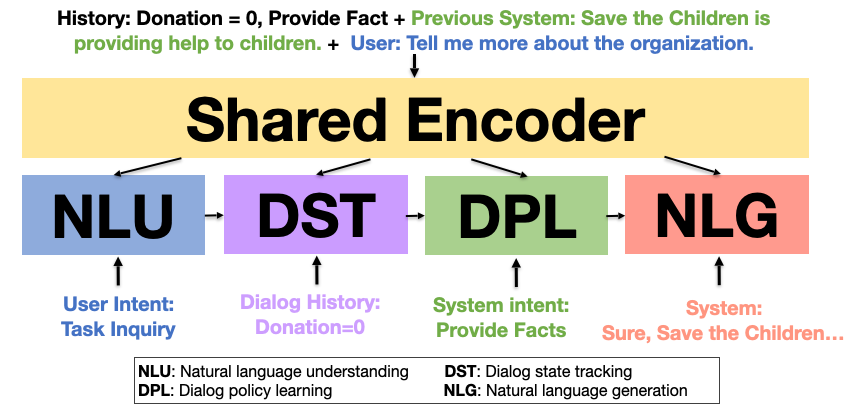 History: Donation = 0, Provide Fact + Previous System: Save the Children is
providing help to children. + User: Tell me more about the organization.
Shared Encoder
NLU DST DPL NLG
User Intent:
Task Inquiry
Dialog History:
Donation=0
System intent:
Provide Facts
System:
Sure, Save the Children...
NLU: Natural language understanding DST: Dialog state tracking
DPL: Dialog policy learning NLG: Natural language generation